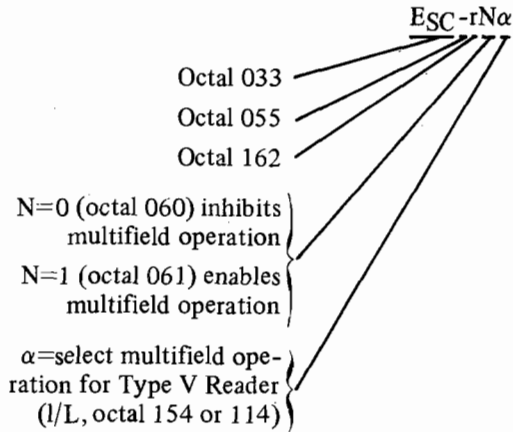 ESC-rNα
Octal 033
Octal 055
Octal 162
N=0 (octal 060) inhibits
multifield operation
N=1 (octal 061) enables
multifield operation
α=select multifield ope-
ration for Type V Reader
(l/L, octal 154 or 114)